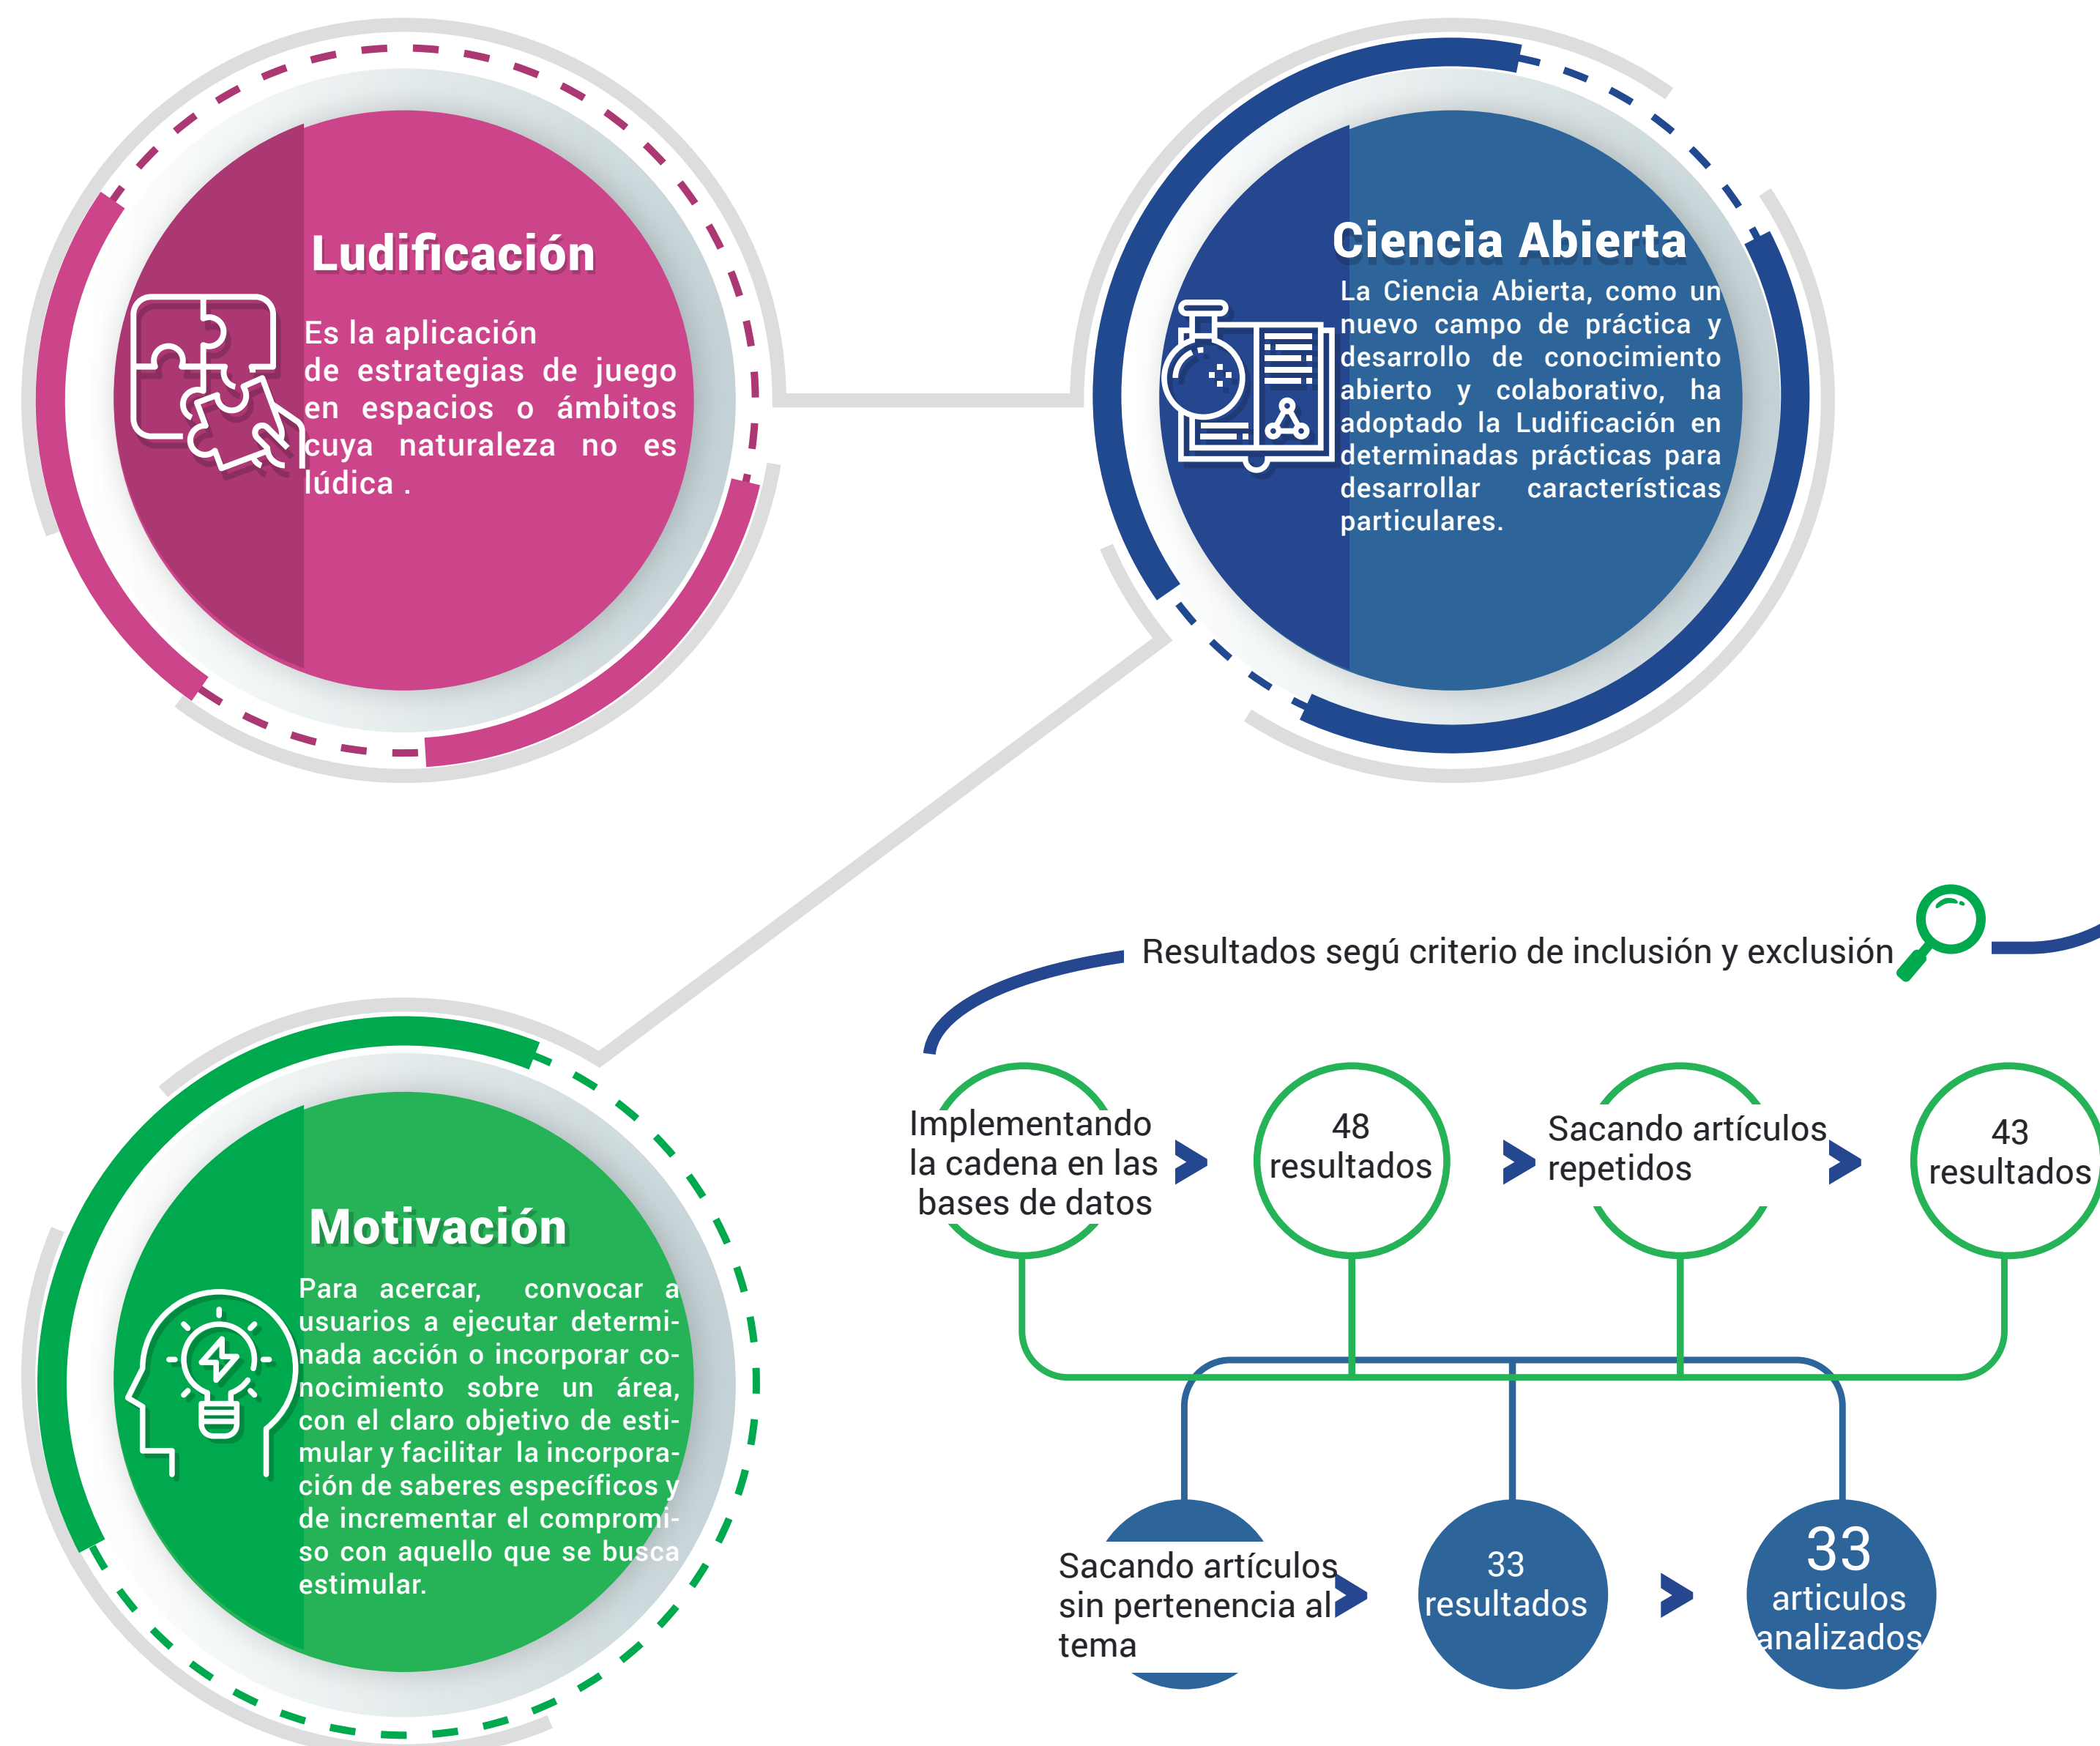 Ludificación
Es la aplicación
de estrategias de juego
en espacios o ámbitos
cuya naturaleza no es
lúdica .
Ciencia Abierta
La Ciencia Abierta, como un
nuevo campo de práctica y
desarrollo de conocimiento
abierto y colaborativo, ha
adoptado la Ludificación en
determinadas prácticas para
desarrollar características
particulares.
Motivación
Para acercar, convocar a
usuarios a ejecutar determi-
nada acción o incorporar co-
nocimiento sobre un área,
con el claro objetivo de esti-
mular y facilitar la incorpora-
ción de saberes específicos y
de incrementar el compromi-
so con aquello que se busca
estimular.
Resultados segú criterio de inclusión y exclusión
Implementando
la cadena en las
bases de datos
48
resultados
Sacando artículos
repetidos
43
resultados
Sacando artículos
sin pertenencia al
tema
33
resultados
33
articulos
analizados